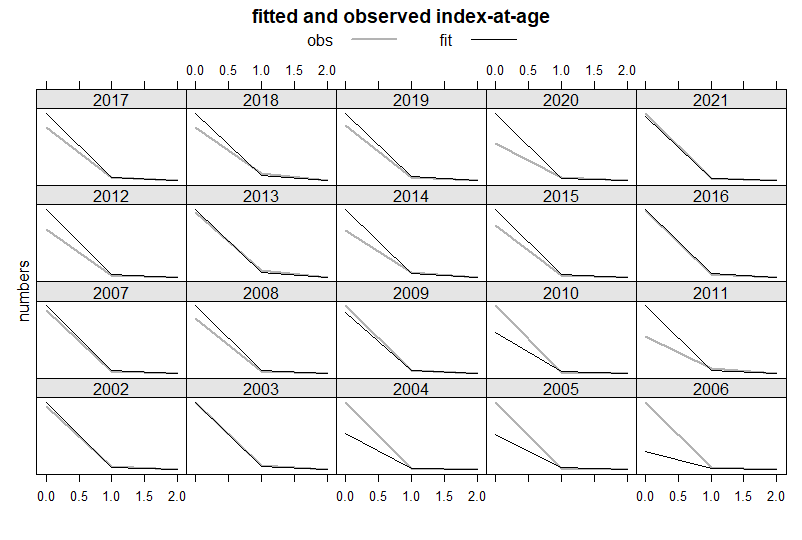 fitted and observed index-at-age
obs fit
0.0 0.5 1.0 1.5 2.0 0.0 0.5 1.0 1.5 2.0
2017 2018 2019 2020 2021
2012 2013 2014 2015 2016
numbers
2007 2008 2009 2010 2011
2002 2003 2004 2005 2006
0.0 0.5 1.0 1.5 2.0 0.0 0.5 1.0 1.5 2.0 0.0 0.5 1.0 1.5 2.0